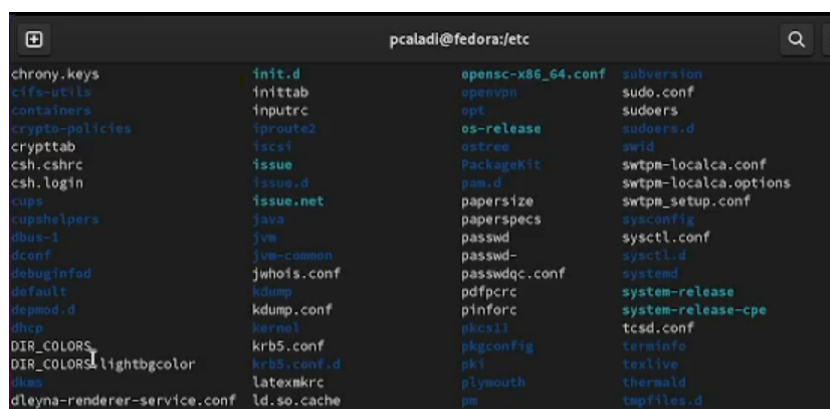 pcaladi@fedora:/etc
chrony.keys init.d opensc-x86_64.conf subversion
cifs-utils inittab openvpn sudo.conf
containers inputrc opt sudoers
crypto-policies iproute2 os-release sudoers.d
crypttab iscsi ostree swid
csh.cshrc issue PackageKit swtpm-localca.conf
csh.login issue.d pam.d swtpm-localca.options
cups issue.net papersize swtpm_setup.conf
cupshelpers java paperspecs sysconfig
dbus-1 jvm passwd sysctl.conf
dconf jvm-common passwd- sysctl.d
debuginfod jwhois.conf passwdqc.conf systemd
default kdump pdfpcrc system-release
depmod.d kdump.conf pinforc system-release-cpe
dhcp kernel pkcs11 tcsd.conf
DIR_COLORS krb5.conf pkgconfig terminfo
DIR_COLORS.lightbgcolor krb5.conf.d pki texlive
dkms latexmkrc plymouth thermald
dleyna-renderer-service.conf ld.so.cache pm tmpfiles.d